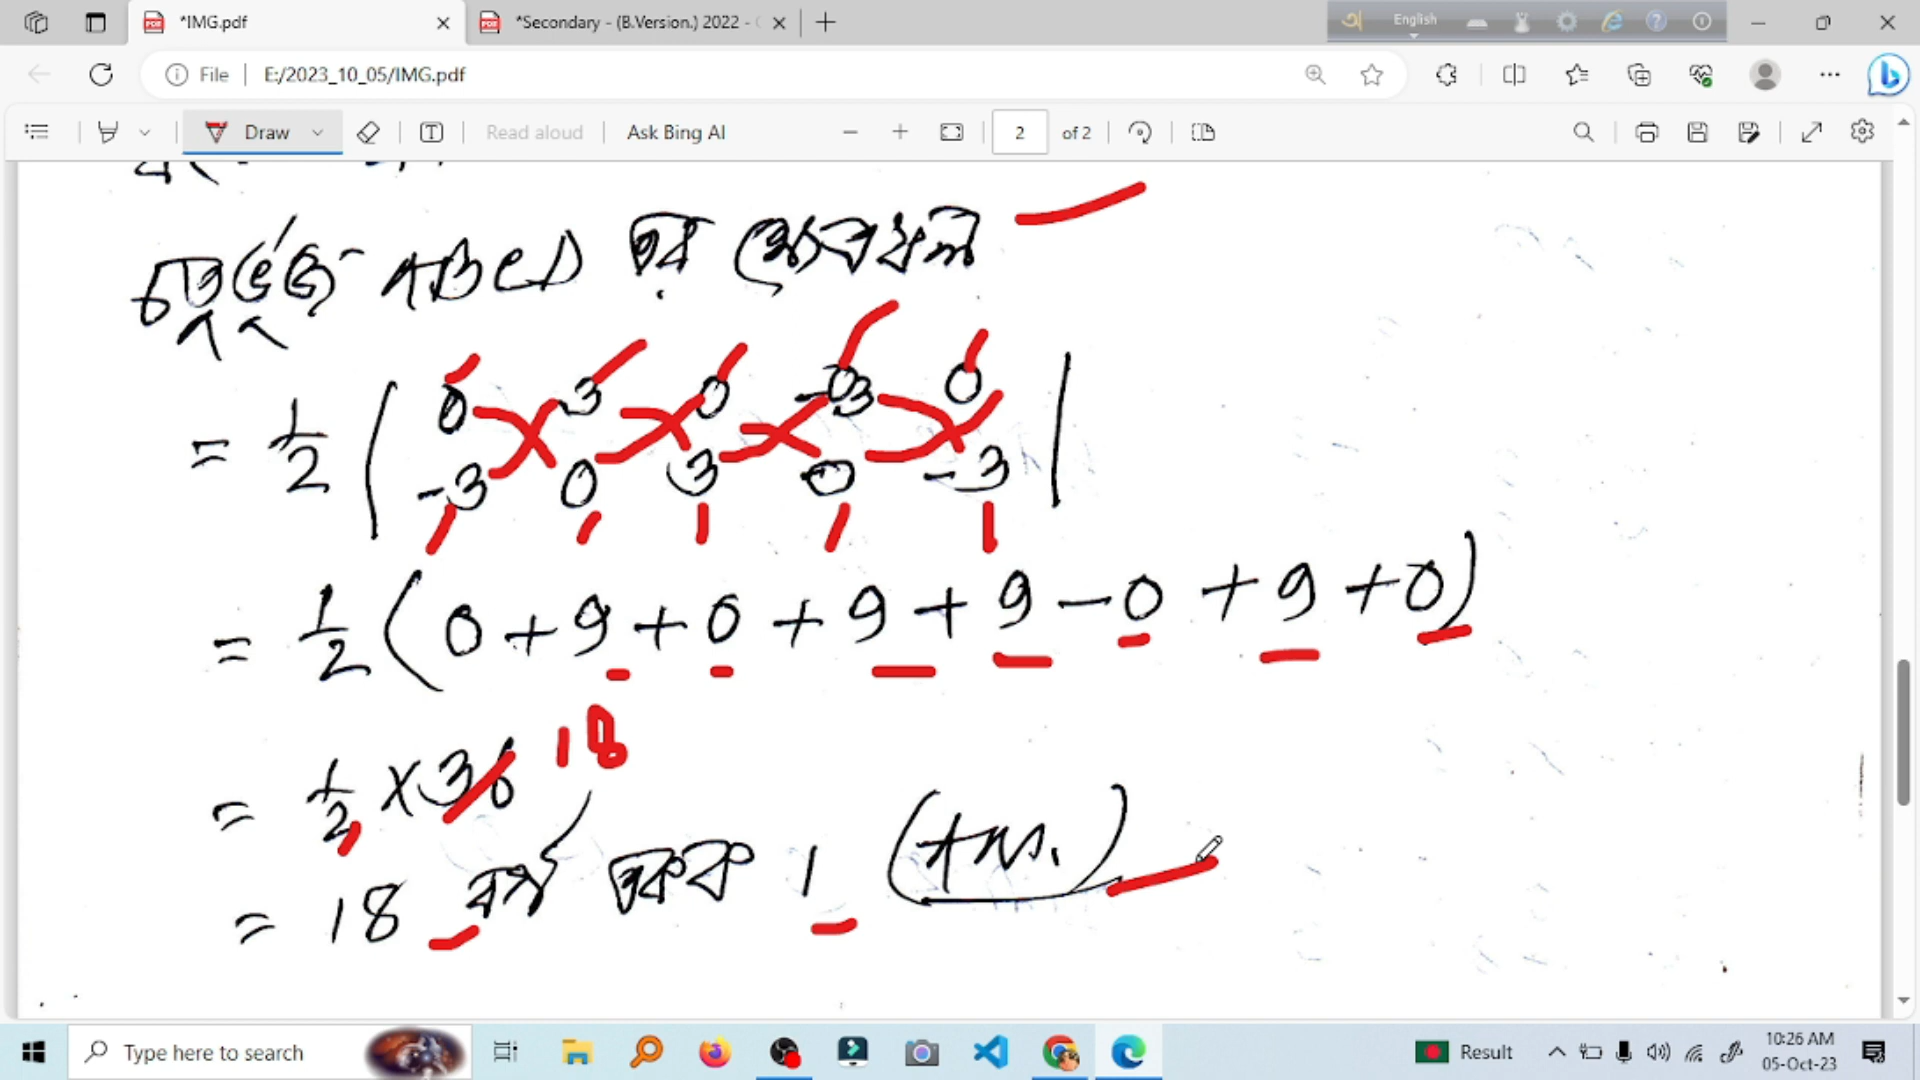 *IMG.pdf
*Secondary - (B.Version.) 2022 -
English
File
E:/2023_10_05/IMG.pdf
Draw
Read aloud
Ask Bing AI
2
of 2
চতুর্ভুজ ABCD এর ক্ষেত্রফল
= 1/2 | 0 3 0 -3 0 |
-3 0 3 0 -3
= 1/2 (0+9+0+9+9-0+9+0)
= 1/2 × 36 18
= 18 বর্গ একক । (Ans.)
Type here to search
Result
10:26 AM
05-Oct-23